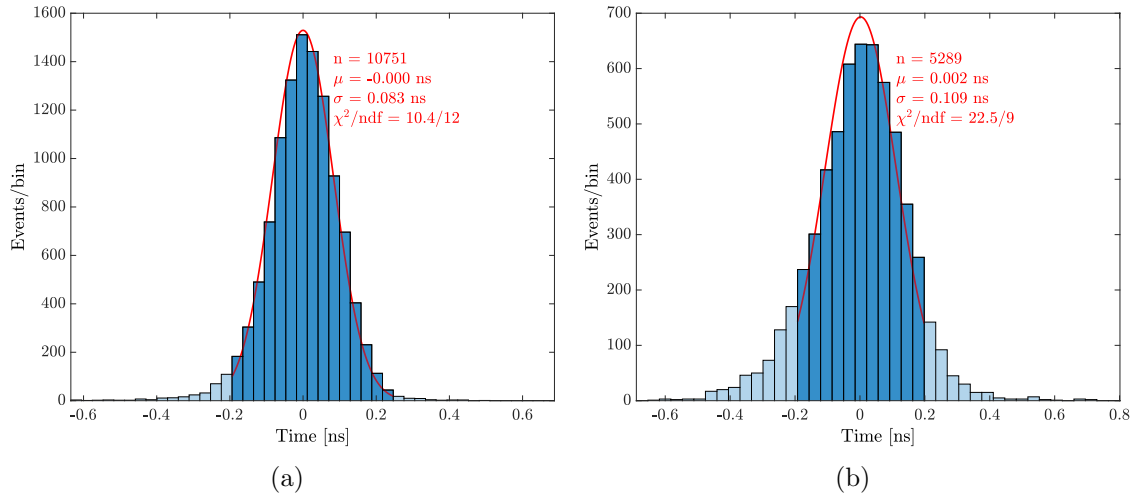 1600
1400
1200
1000
800
600
400
200
0
Events/bin
-0.6 -0.4 -0.2 0 0.2 0.4 0.6
Time [ns]
n = 10751
μ = -0.000 ns
σ = 0.083 ns
χ²/ndf = 10.4/12
(a)
700
600
500
400
300
200
100
0
Events/bin
-0.6 -0.4 -0.2 0 0.2 0.4 0.6 0.8
Time [ns]
n = 5289
μ = 0.002 ns
σ = 0.109 ns
χ²/ndf = 22.5/9
(b)